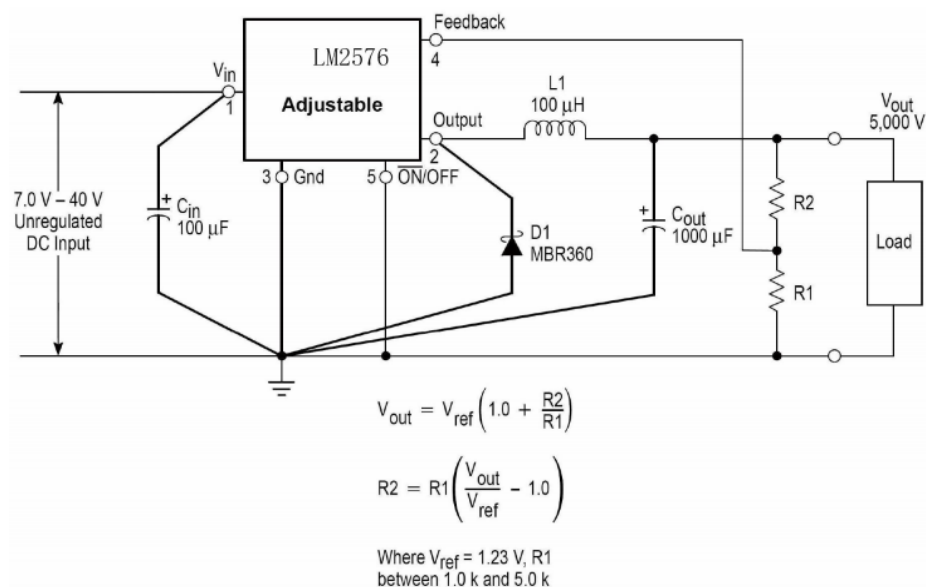 Feedback
4
LM2576
Adjustable
Vin
1
Output
2
L1
100 μH
Vout
5,000 V
3 Gnd
5 ON/OFF
7.0 V – 40 V
Unregulated
DC Input
+
Cin
100 μF
D1
MBR360
+
Cout
1000 μF
R2
R1
Load
Vout = Vref (1.0 + R2/R1)
R2 = R1 (Vout/Vref - 1.0)
Where Vref = 1.23 V, R1
between 1.0 k and 5.0 k